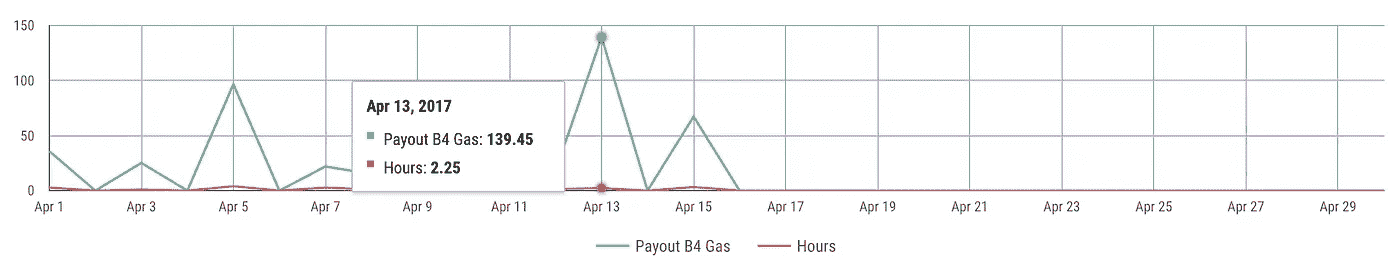 150
100
50
0
Apr 13, 2017
Payout B4 Gas: 139.45
Hours: 2.25
Apr 1 Apr 3 Apr 5 Apr 7 Apr 9 Apr 11 Apr 13 Apr 15 Apr 17 Apr 19 Apr 21 Apr 23 Apr 25 Apr 27 Apr 29
Payout B4 Gas Hours